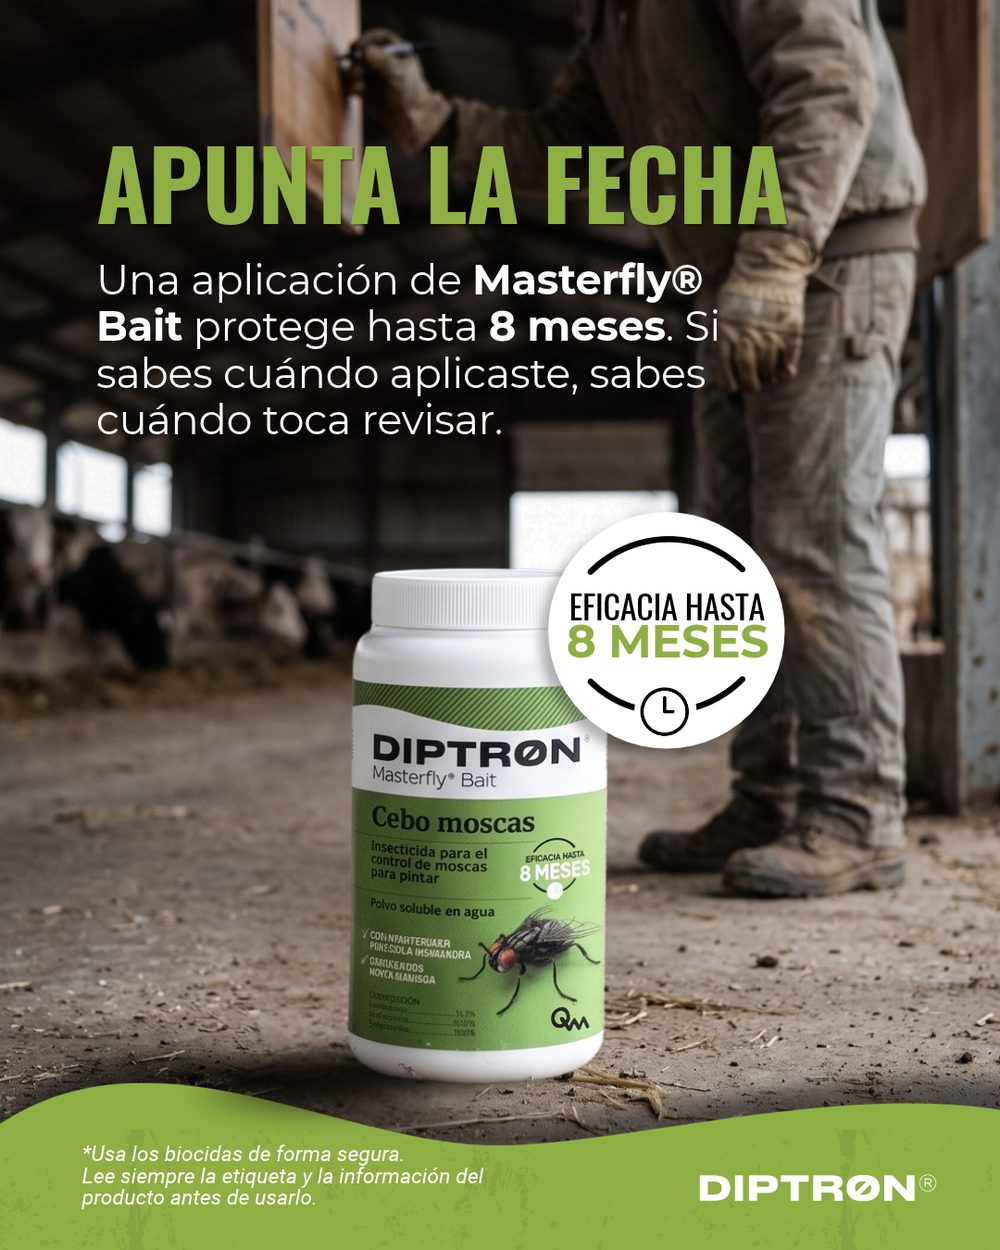 APUNTA LA FECHA
Una aplicación de Masterfly®
Bait protege hasta 8 meses. Si
sabes cuándo aplicaste, sabes
cuándo toca revisar.
EFICACIA HASTA
8 MESES
DIPTRØN®
Masterfly® Bait
Cebo moscas
Insecticida para el
control de moscas
para pintar
EFICACIA HASTA
8 MESES
Polvo soluble en agua
QM
*Usa los biocidas de forma segura.
Lee siempre la etiqueta y la información del
producto antes de usarlo.
DIPTRØN®